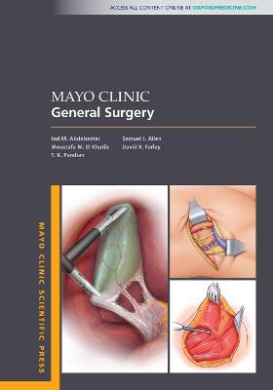 ACCESS ALL CONTENT ONLINE AT OXFORDMEDICINE.COM
MAYO CLINIC
General Surgery
Jad M. Abdelsattar Samuel J. Allen
Moustafa M. El Khatib David R. Farley
T. K. Pandian
MAYO CLINIC SCIENTIFIC PRESS